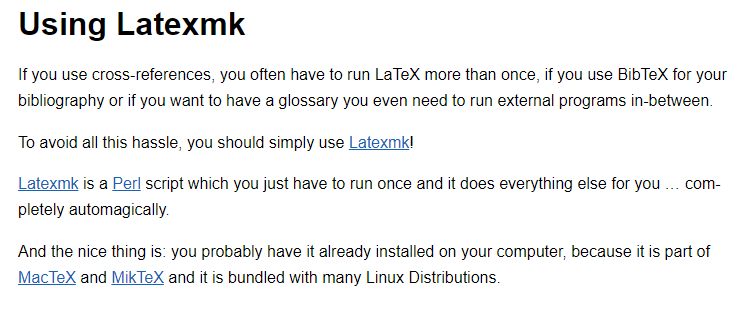 Using Latexmk
If you use cross-references, you often have to run LaTeX more than once, if you use BibTeX for your
bibliography or if you want to have a glossary you even need to run external programs in-between.
To avoid all this hassle, you should simply use Latexmk!
Latexmk is a Perl script which you just have to run once and it does everything else for you … com-
pletely automagically.
And the nice thing is: you probably have it already installed on your computer, because it is part of
MacTeX and MikTeX and it is bundled with many Linux Distributions.